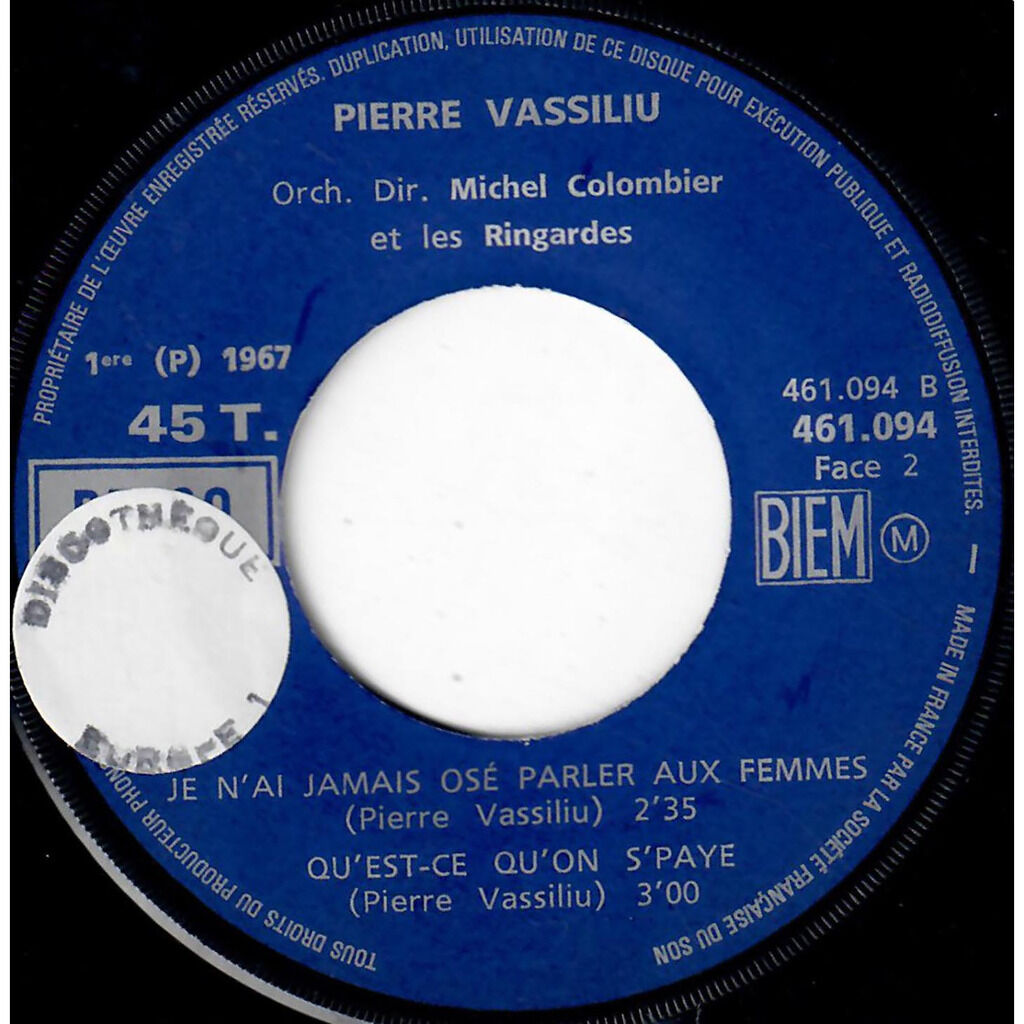 PIERRE VASSILIU
Orch. Dir. Michel Colombier
et les Ringardes
1ere (P) 1967
45 T.
461.094 B
461.094
Face 2
BIEM
M
DISCOTHÈQUE
EUROPE 1
JE N'AI JAMAIS OSÉ PARLER AUX FEMMES
(Pierre Vassiliu) 2'35
QU'EST-CE QU'ON S'PAYE
(Pierre Vassiliu) 3'00
TOUS DROITS DU PRODUCTEUR PHON
PROPRIÉTAIRE DE L'ŒUVRE ENREGISTRÉE RÉSERVÉS. DUPLICATION, UTILISATION DE CE DISQUE POUR EXÉCUTION PUBLIQUE ET RADIODIFFUSION INTERDITES. — MADE IN FRANCE PAR LA SOCIÉTÉ FRANÇAISE DU SON